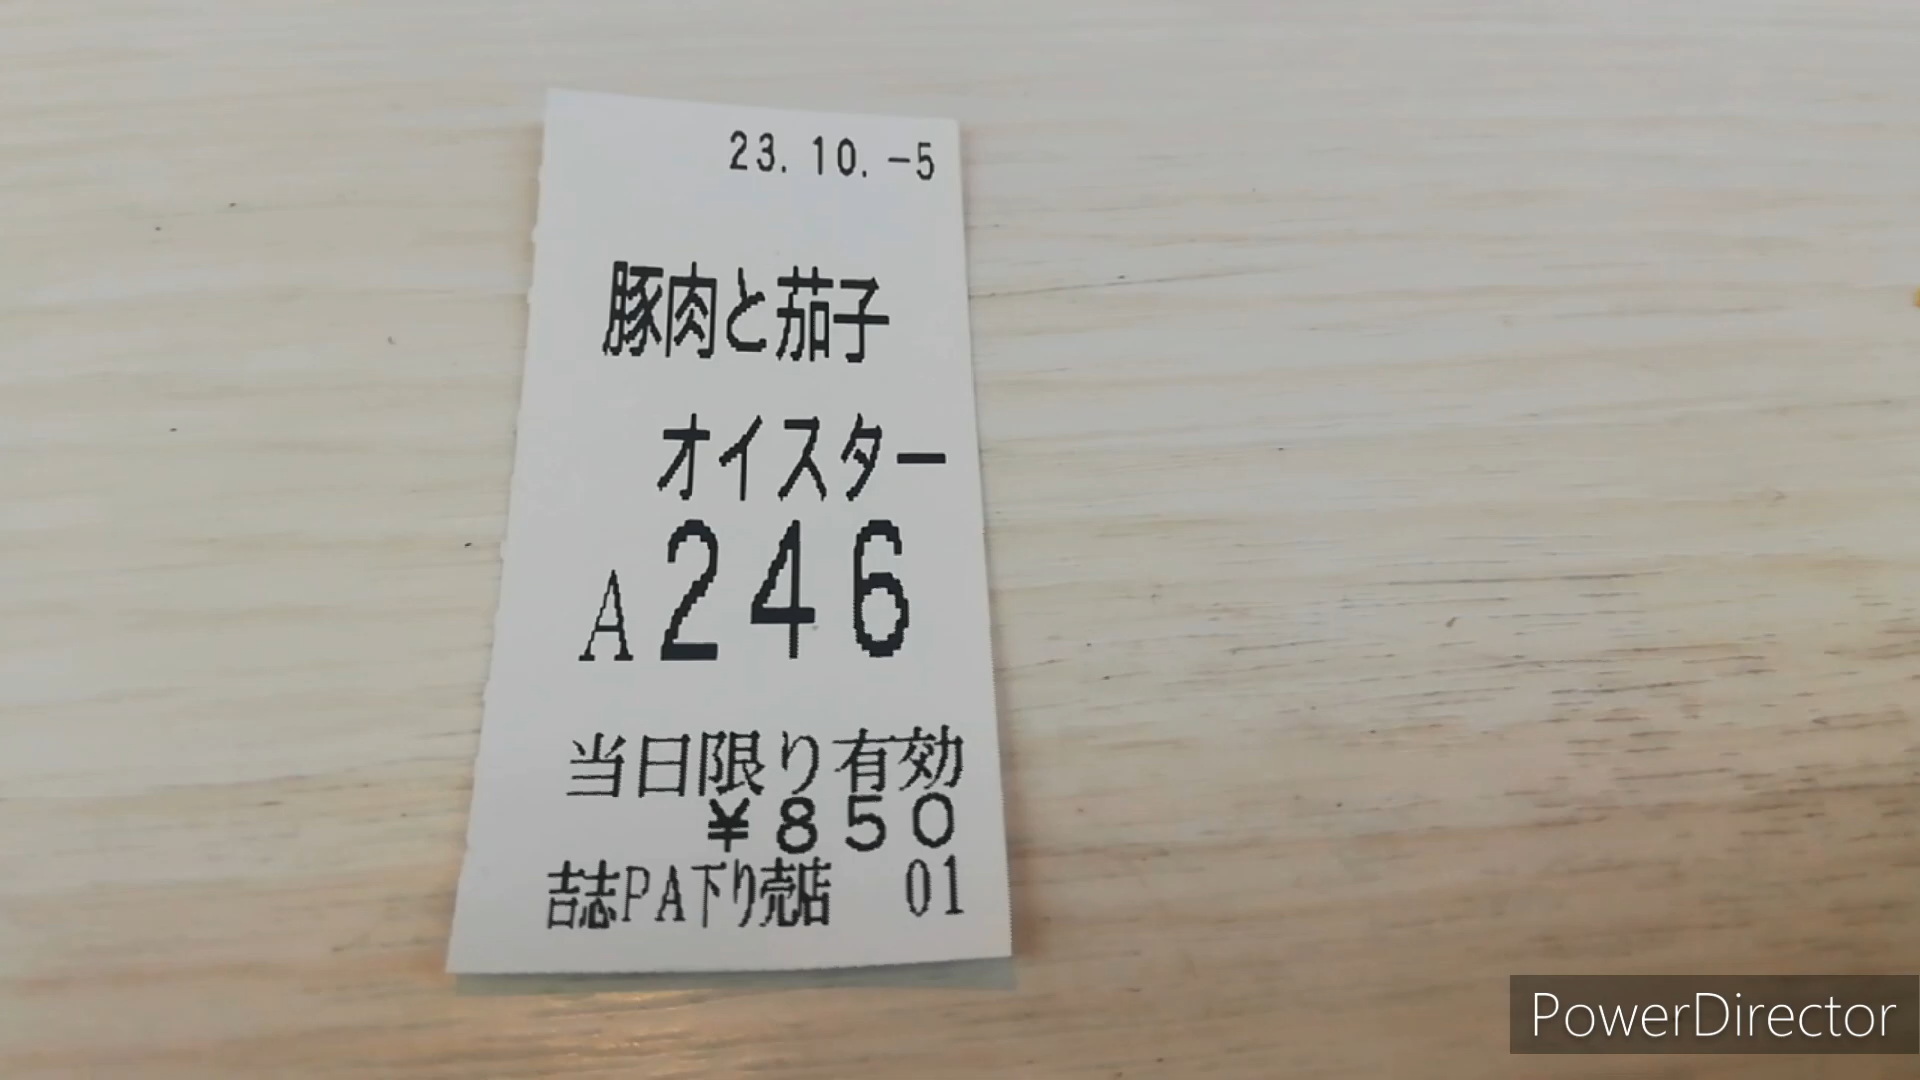 23.10.-5
豚肉と茄子
オイスター
A246
当日限り有効
¥850
吉志PA下り売店 01
PowerDirector